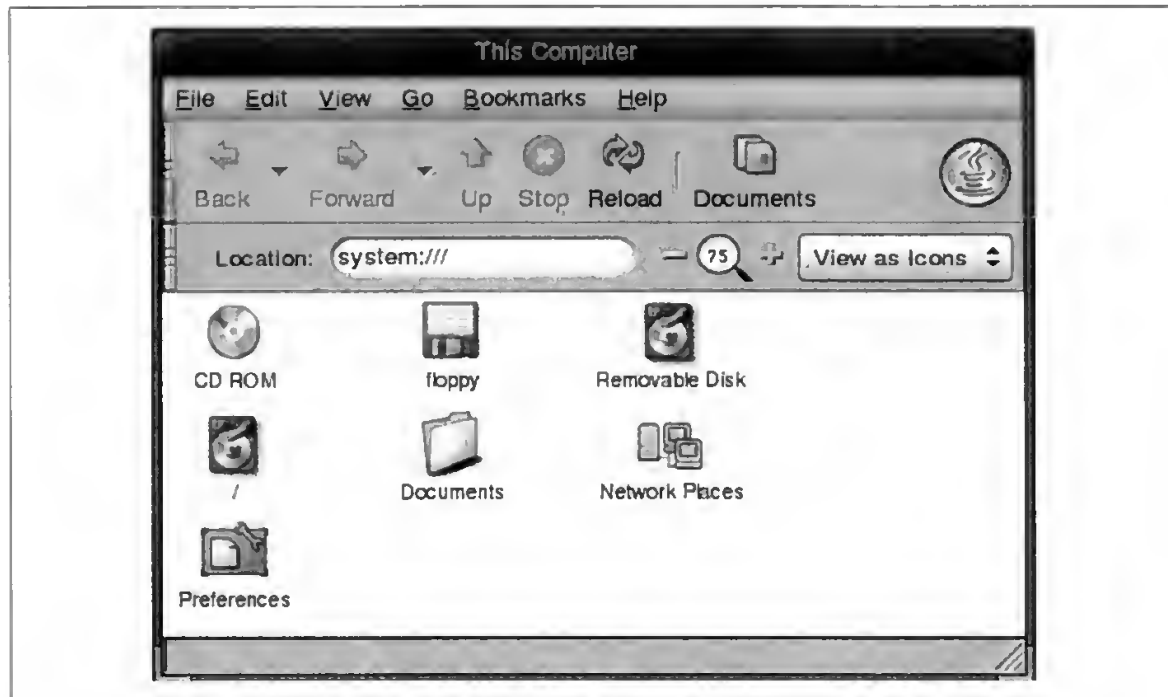 This Computer
File Edit View Go Bookmarks Help
Back Forward Up Stop Reload Documents
Location: system:/// 75 View as Icons
CD ROM floppy Removable Disk
/ Documents Network Places
Preferences